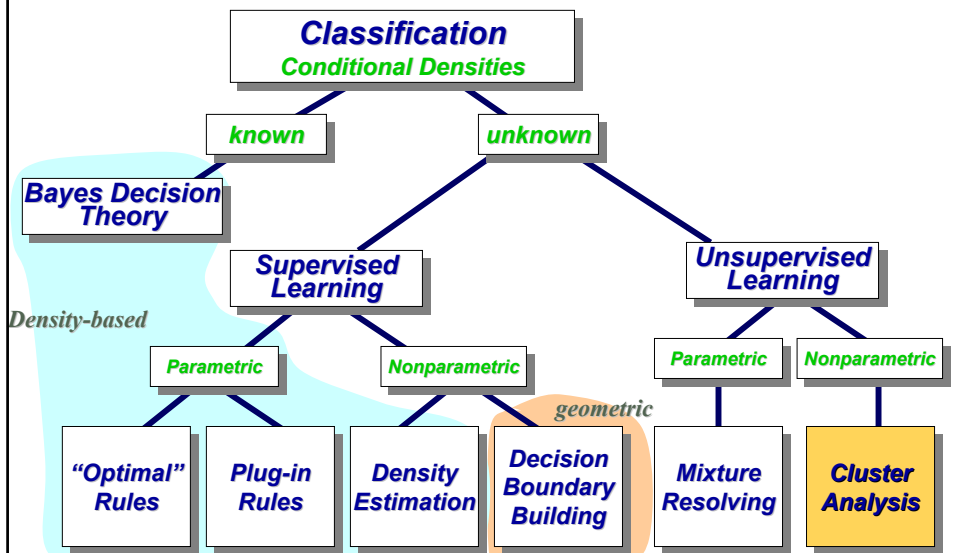 Classification
Conditional Densities
known
unknown
Bayes Decision
Theory
Supervised
Learning
Unsupervised
Learning
Density-based
Parametric
Nonparametric
Parametric
Nonparametric
geometric
“Optimal”
Rules
Plug-in
Rules
Density
Estimation
Decision
Boundary
Building
Mixture
Resolving
Cluster
Analysis